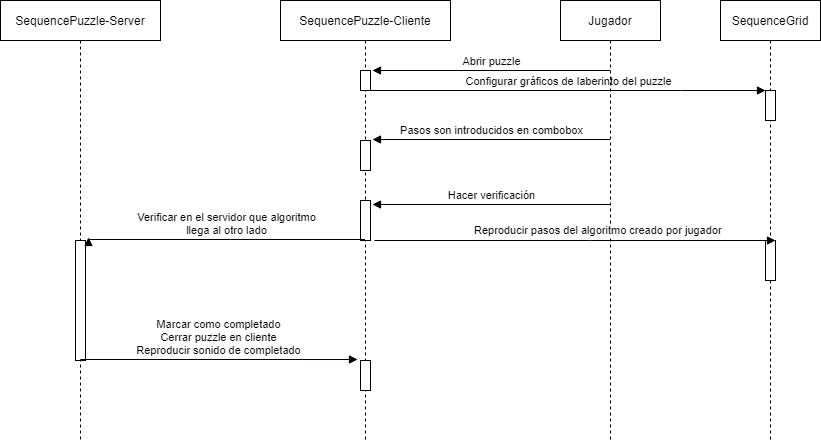 SequencePuzzle-Server
SequencePuzzle-Cliente
Jugador
SequenceGrid
Abrir puzzle
Configurar gráficos de laberinto del puzzle
Pasos son introducidos en combobox
Hacer verificación
Verificar en el servidor que algoritmo
llega al otro lado
Reproducir pasos del algoritmo creado por jugador
Marcar como completado
Cerrar puzzle en cliente
Reproducir sonido de completado